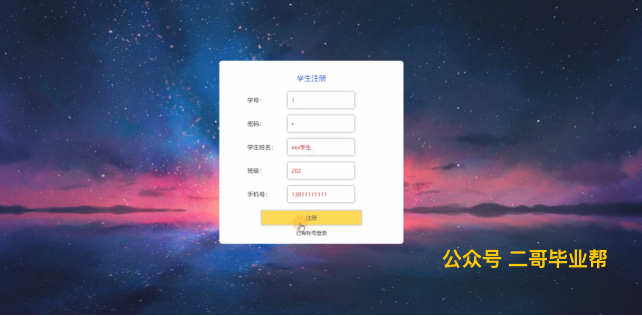 学生注册
学号： 1
密码： •
学生姓名： xxx学生
班级： 202
手机号： 13811111111
注册
已有账号登录
公众号 二哥毕业帮